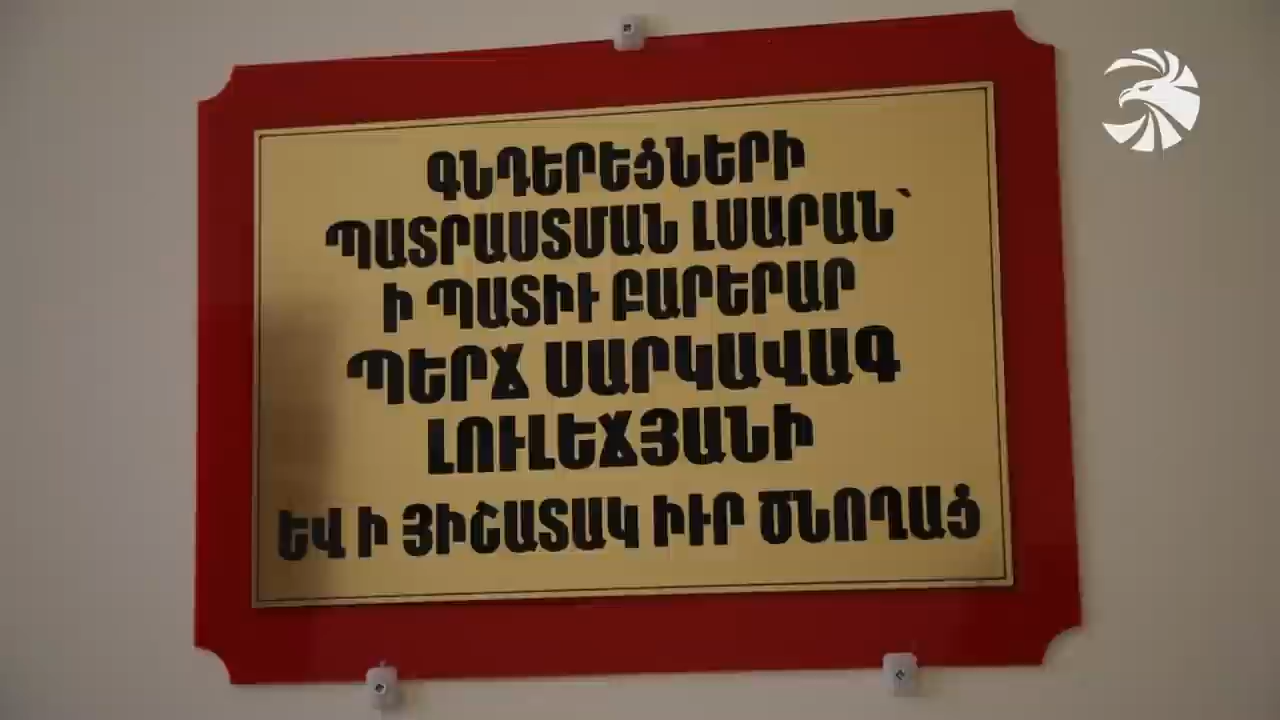 ԳՆԴԵՐԵՑՆԵՐԻ
ՊԱՏՐԱՍՏՄԱՆ ԼՍԱՐԱՆ՝
Ի ՊԱՏԻՒ ԲԱՐԵՐԱՐ
ՊԵՐՃ ՍԱՐԿԱՎԱԳ
ԼՈՒԼԵՃՅԱՆԻ
ԵՎ Ի ՅԻՇԱՏԱԿ ԻՒՐ ԾՆՈՂԱՑ